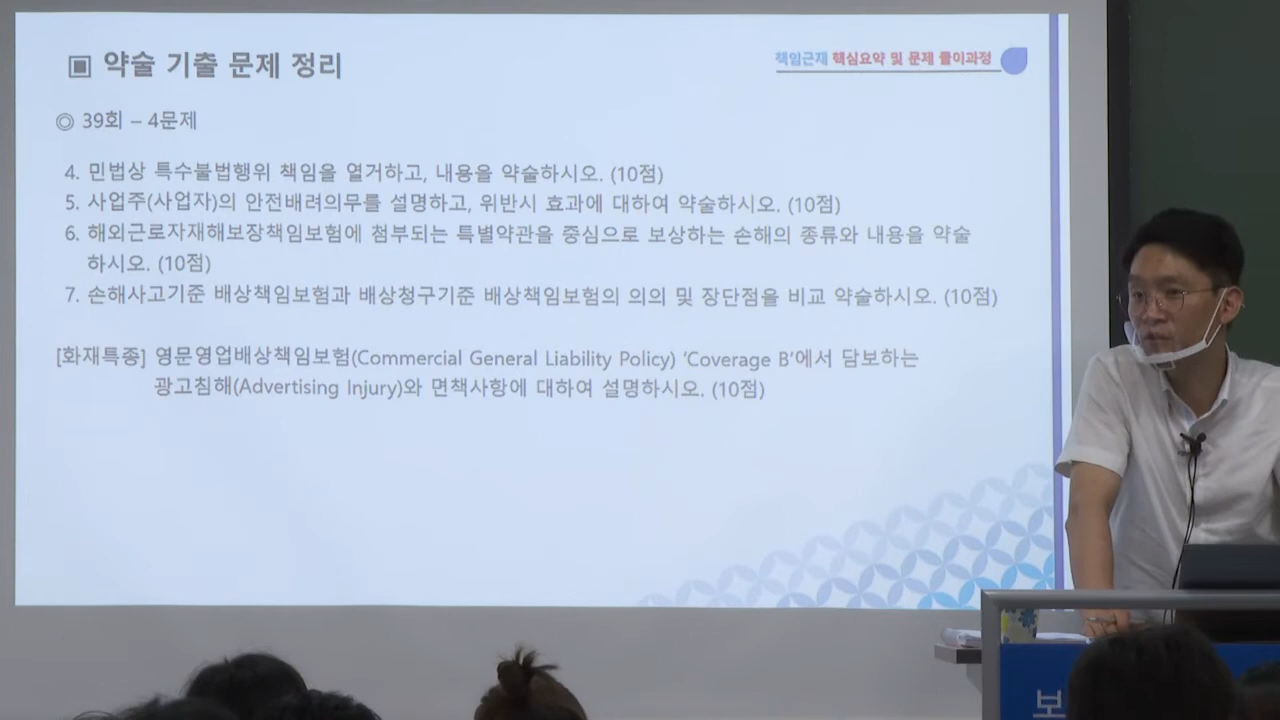 ▣ 약술 기출 문제 정리
책임근재 핵심요약 및 문제 풀이과정
◎ 39회 – 4문제
4. 민법상 특수불법행위 책임을 열거하고, 내용을 약술하시오. (10점)
5. 사업주(사업자)의 안전배려의무를 설명하고, 위반시 효과에 대하여 약술하시오. (10점)
6. 해외근로자재해보장책임보험에 첨부되는 특별약관을 중심으로 보상하는 손해의 종류와 내용을 약술
하시오. (10점)
7. 손해사고기준 배상책임보험과 배상청구기준 배상책임보험의 의의 및 장단점을 비교 약술하시오. (10점)
[화재특종] 영문영업배상책임보험(Commercial General Liability Policy) ‘Coverage B’에서 담보하는
광고침해(Advertising Injury)와 면책사항에 대하여 설명하시오. (10점)
보